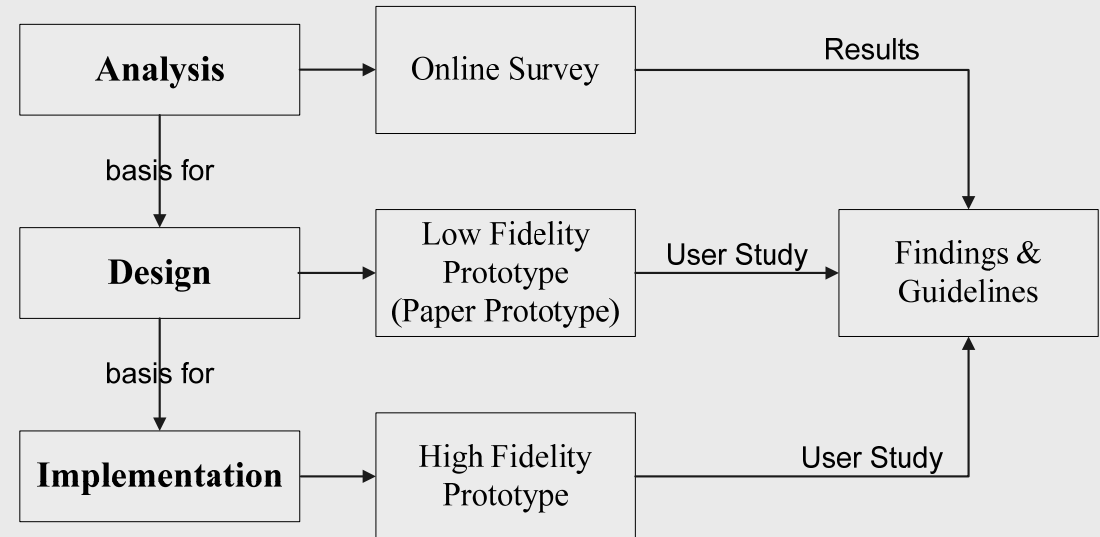 Analysis
Online Survey
Results
basis for
Design
Low Fidelity
Prototype
(Paper Prototype)
User Study
Findings &
Guidelines
basis for
Implementation
High Fidelity
Prototype
User Study